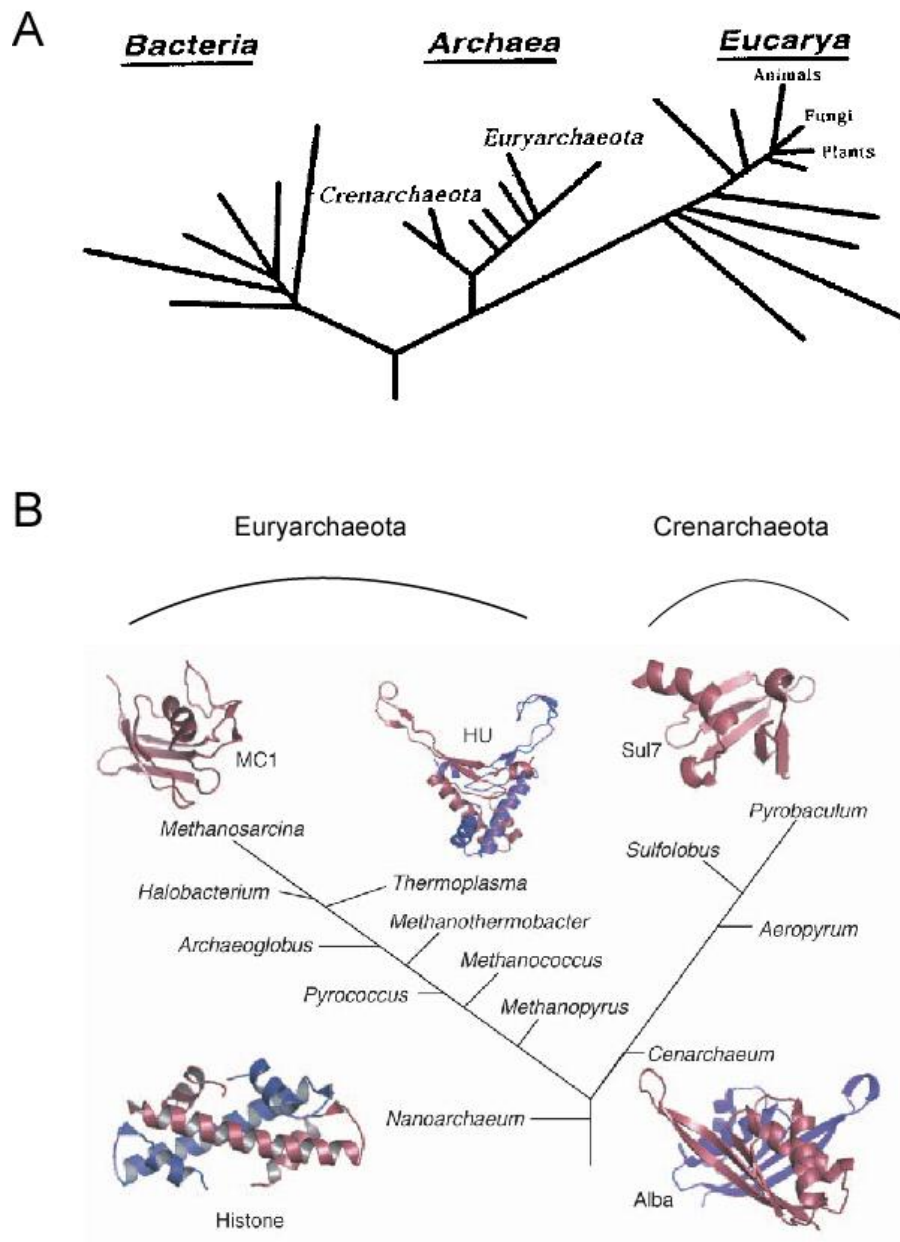 A
Bacteria
Archaea
Eucarya
Animals
Fungi
Plants
Euryarchaeota
Crenarchaeota
B
Euryarchaeota
Crenarchaeota
MC1
HU
Sul7
Methanosarcina
Pyrobaculum
Sulfolobus
Halobacterium
Thermoplasma
Methanothermobacter
Aeropyrum
Archaeoglobus
Methanococcus
Pyrococcus
Methanopyrus
Cenarchaeum
Nanoarchaeum
Histone
Alba